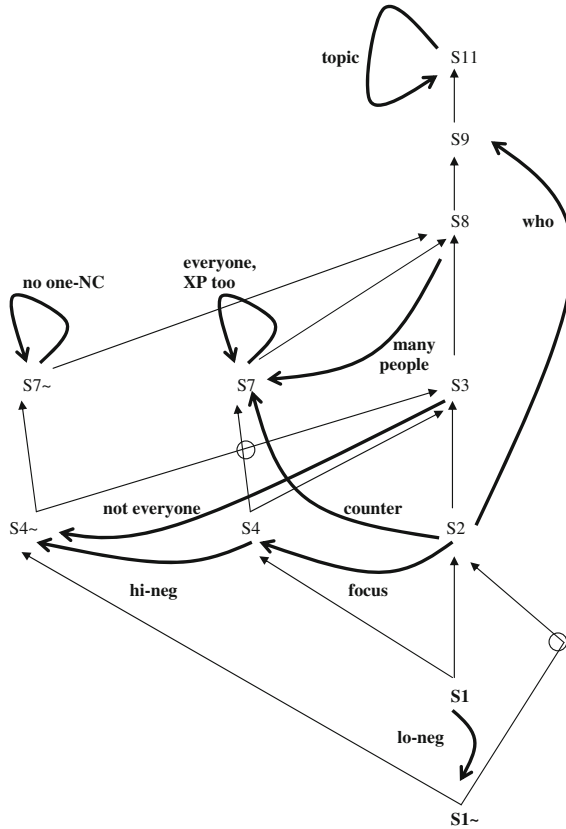 topic
S11
S9
S8
who
everyone,
XP too
no one-NC
many
people
S7~
S7
S3
not everyone
counter
S4~
S4
S2
hi-neg
focus
S1
lo-neg
S1~